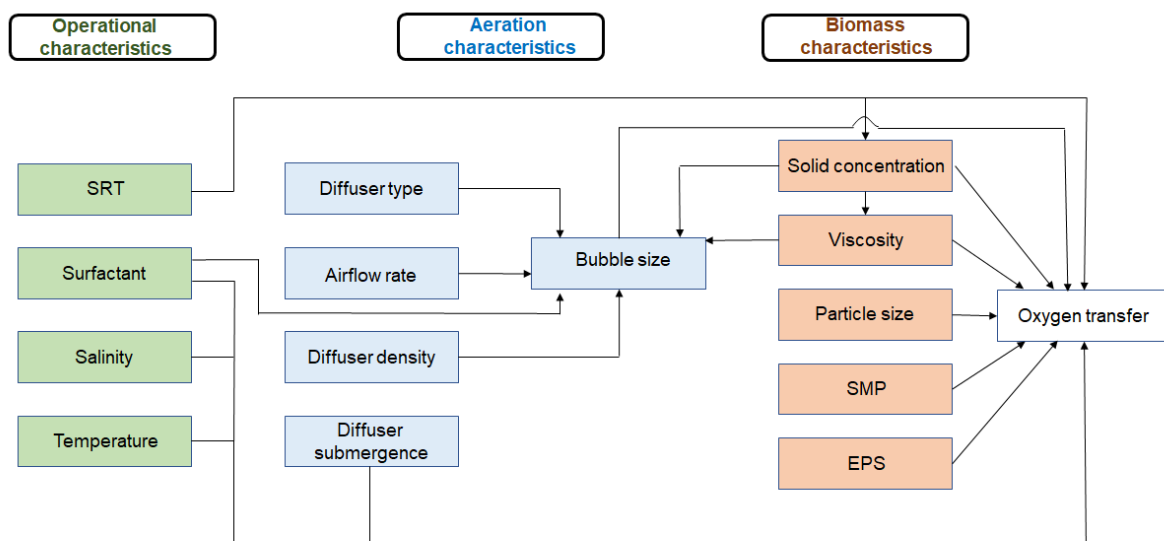 Operational
characteristics
Aeration
characteristics
Biomass
characteristics
SRT
Surfactant
Salinity
Temperature
Diffuser type
Airflow rate
Diffuser density
Diffuser
submergence
Bubble size
Solid concentration
Viscosity
Particle size
SMP
EPS
Oxygen transfer